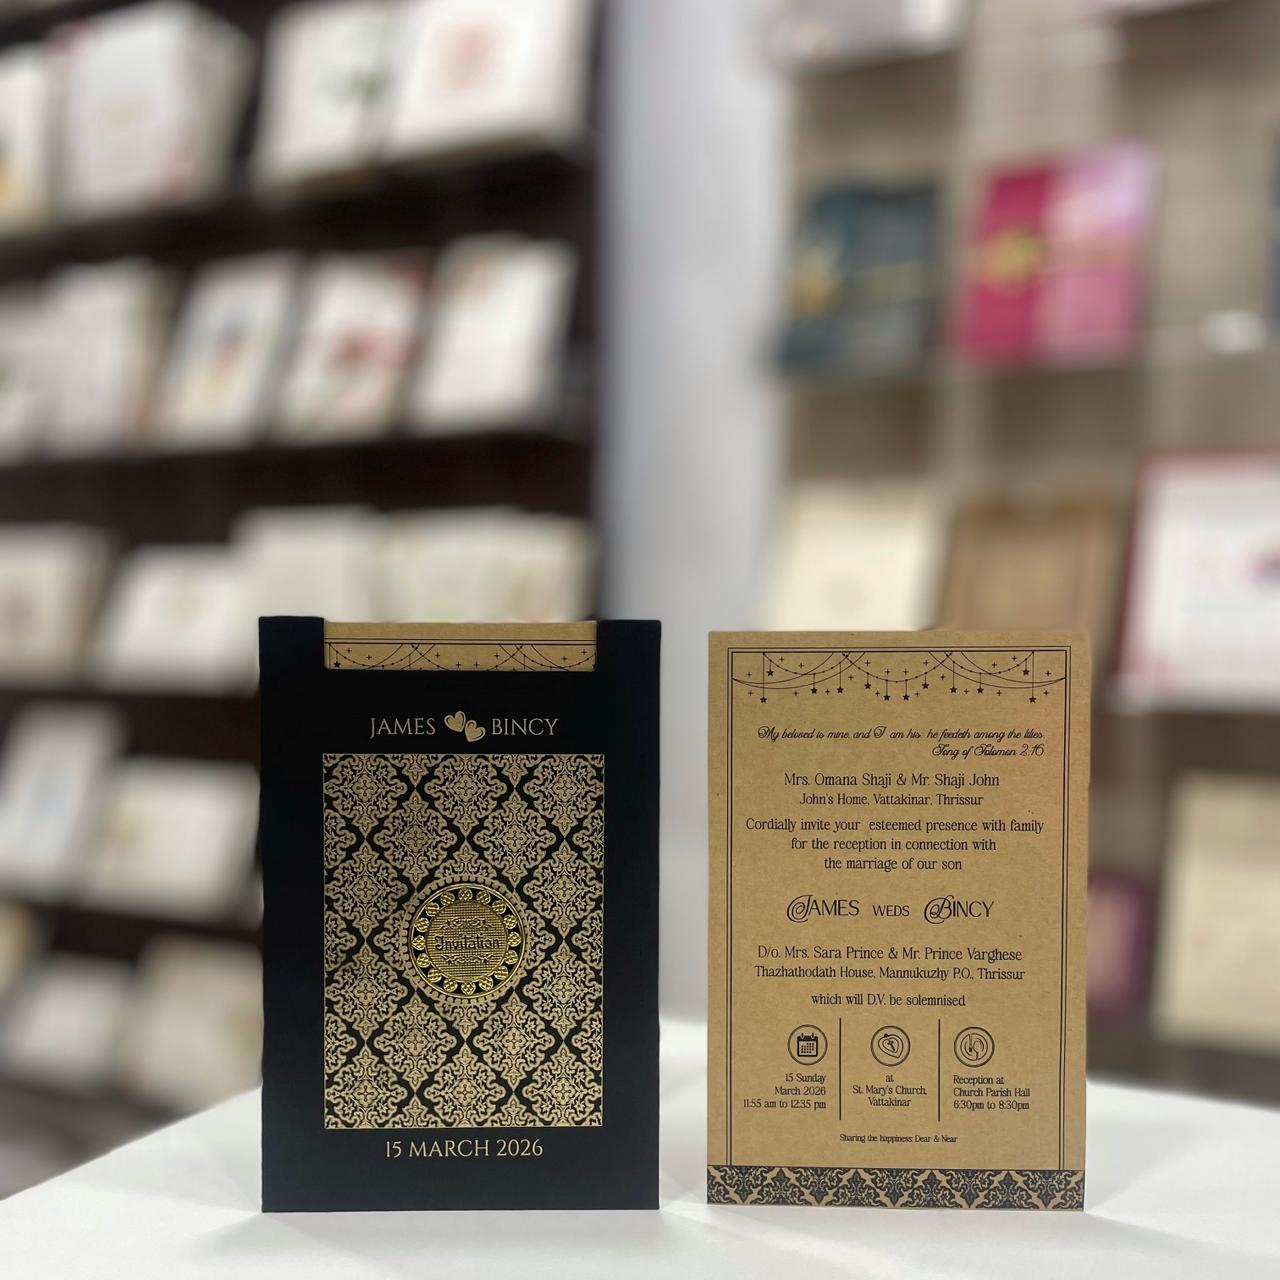 JAMES BINCY
Invitation
15 MARCH 2026
My beloved is mine, and I am his: he feedeth among the lilies.
Song of Solomon 2:16
Mrs. Omana Shaji & Mr. Shaji John
John's Home, Vattakinar, Thrissur
Cordially invite your esteemed presence with family
for the reception in connection with
the marriage of our son
JAMES WEDS BINCY
D/o. Mrs. Sara Prince & Mr. Prince Varghese
Thazhathodath House, Mannukuzhy P.O., Thrissur
which will D.V. be solemnised
15 Sunday
March 2026
11:55 am to 12:35 pm
at
St. Mary's Church,
Vattakinar
Reception at
Church Parish Hall
6:30pm to 8:30pm
Sharing the happiness: Dear & Near